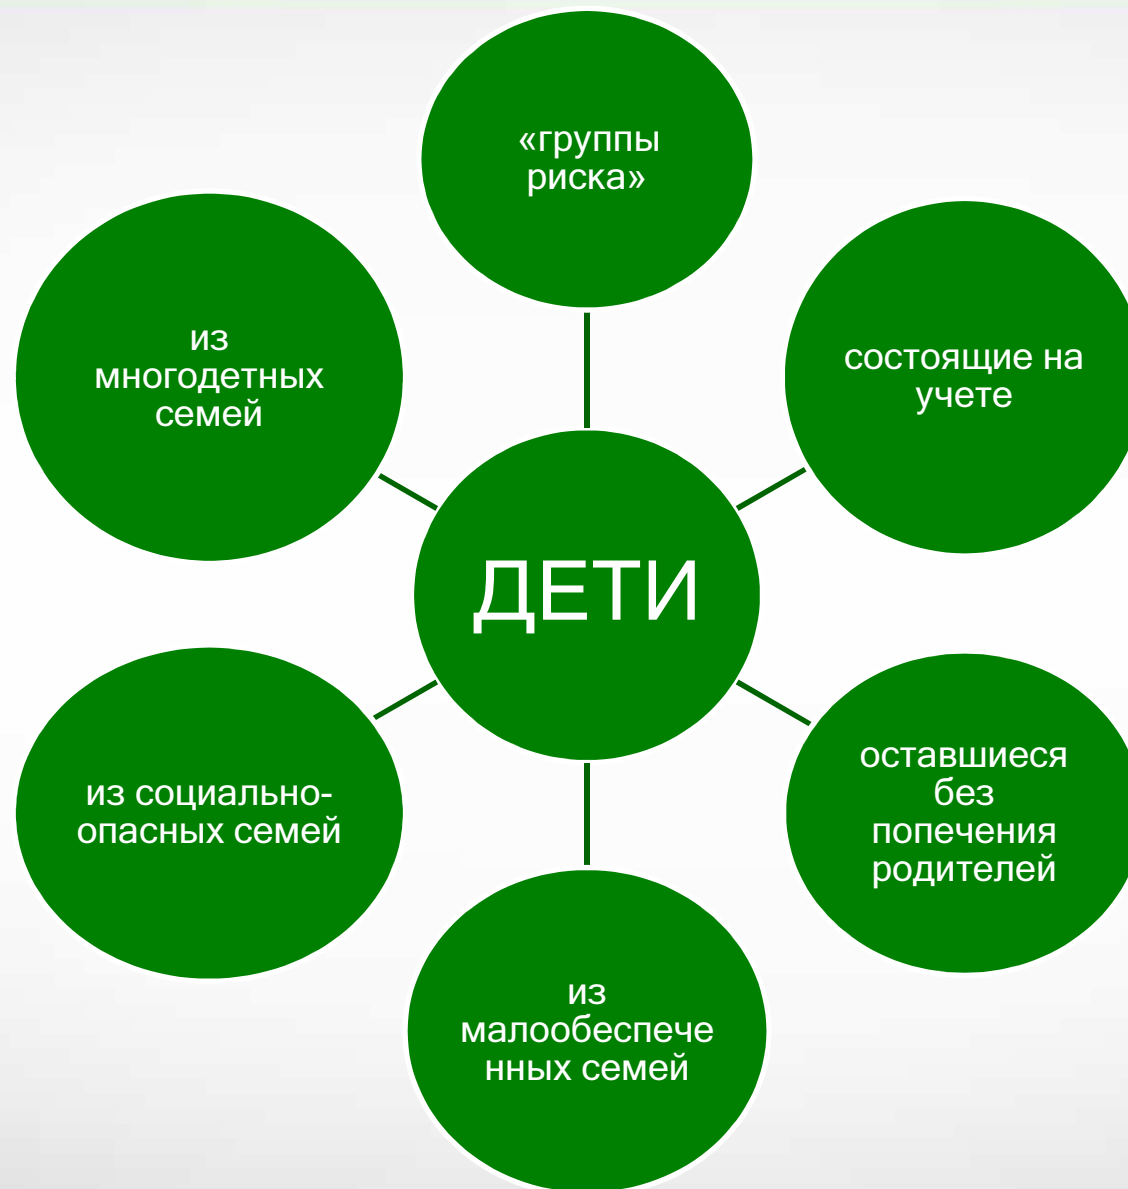 «группы
риска»
состоящие на
учете
оставшиеся
без
попечения
родителей
из
малообеспече
нных семей
из социально-
опасных семей
из
многодетных
семей
ДЕТИ